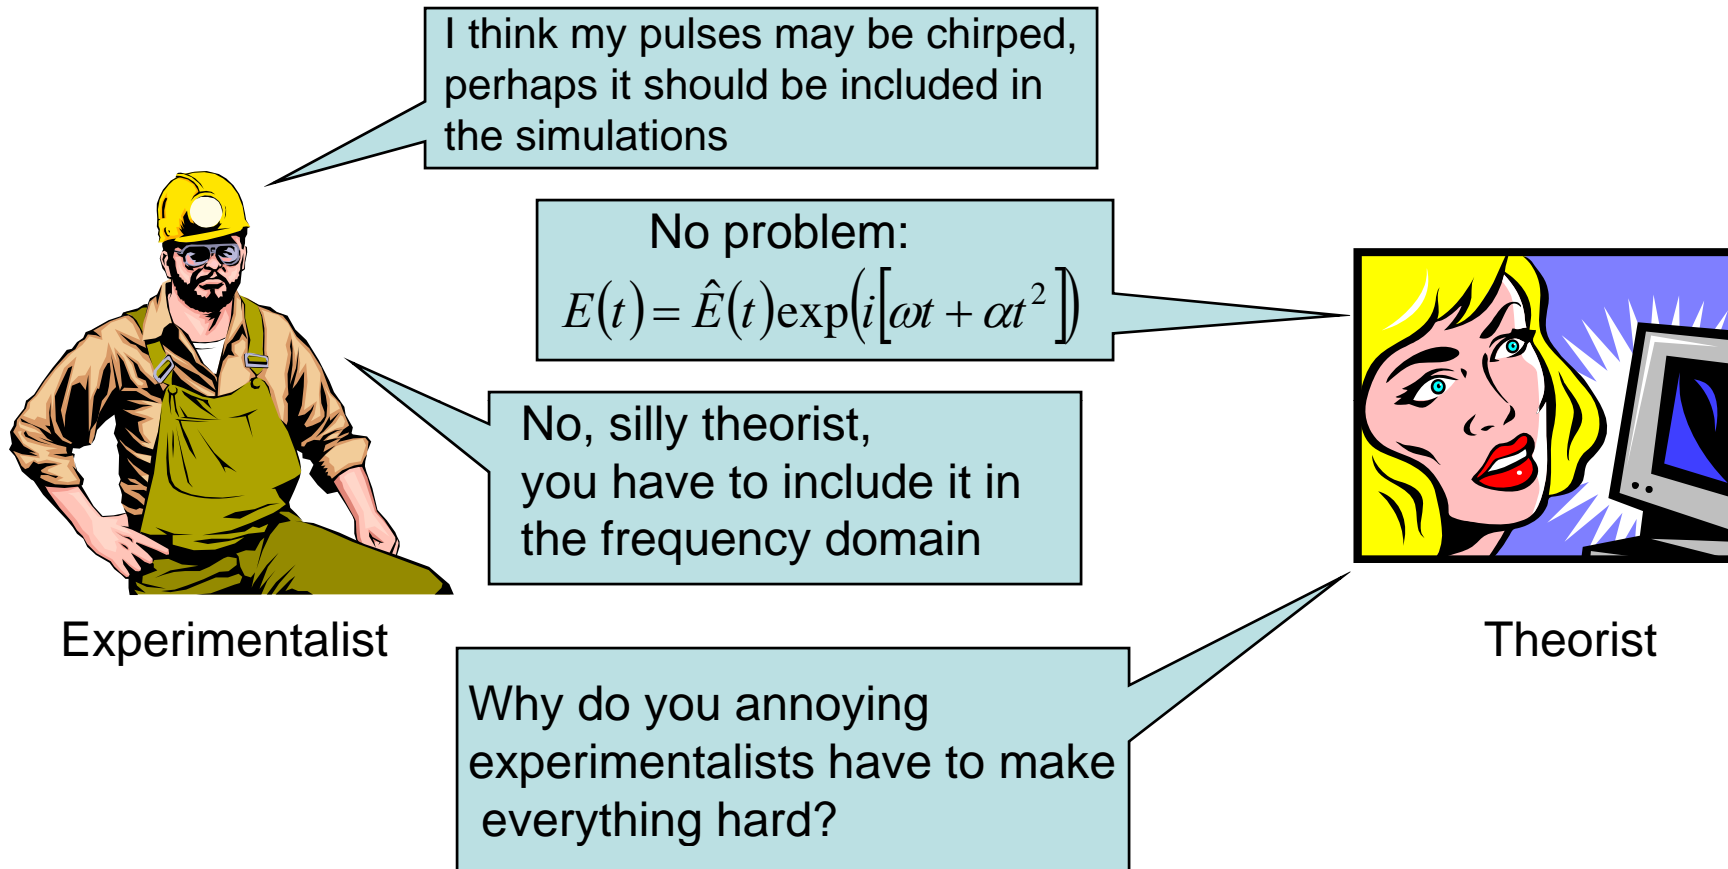 I think my pulses may be chirped,
perhaps it should be included in
the simulations
No problem:
E(t) = Ê(t)exp(i[ωt + αt²])
No, silly theorist,
you have to include it in
the frequency domain
Experimentalist
Theorist
Why do you annoying
experimentalists have to make
everything hard?